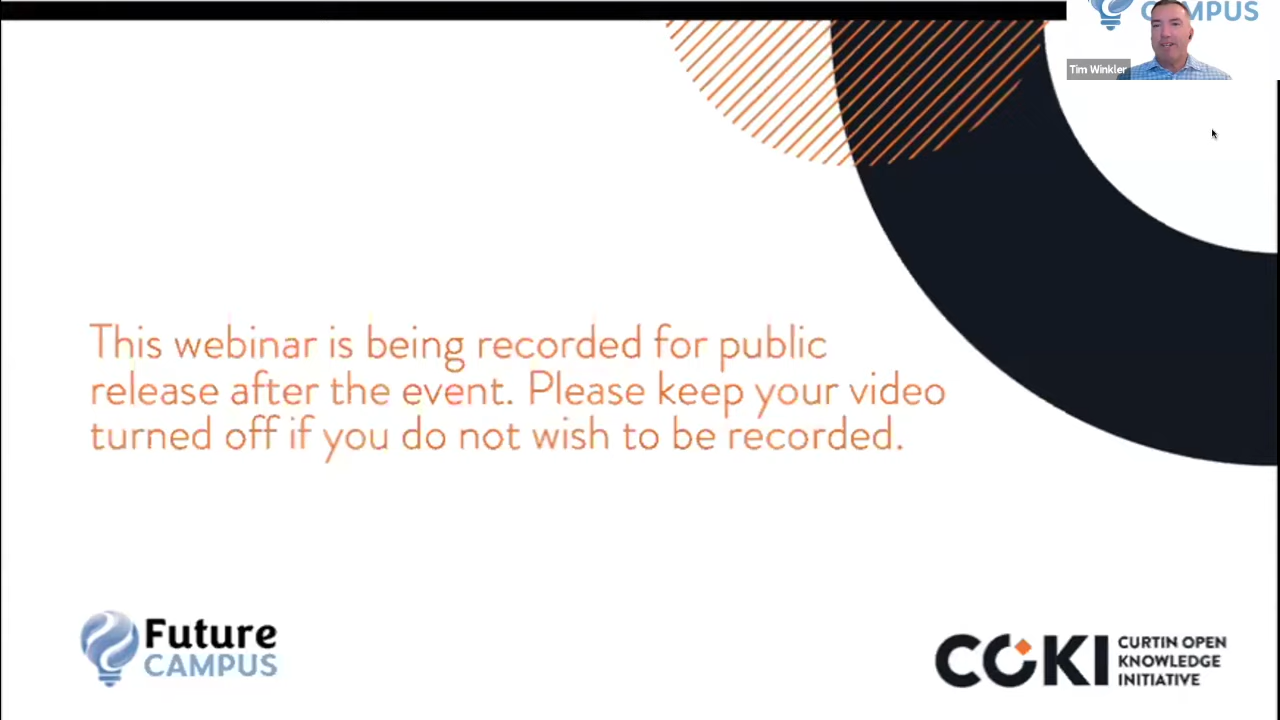 CAMPUS
Tim Winkler
This webinar is being recorded for public
release after the event. Please keep your video
turned off if you do not wish to be recorded.
Future
CAMPUS
COKI
CURTIN OPEN
KNOWLEDGE
INITIATIVE